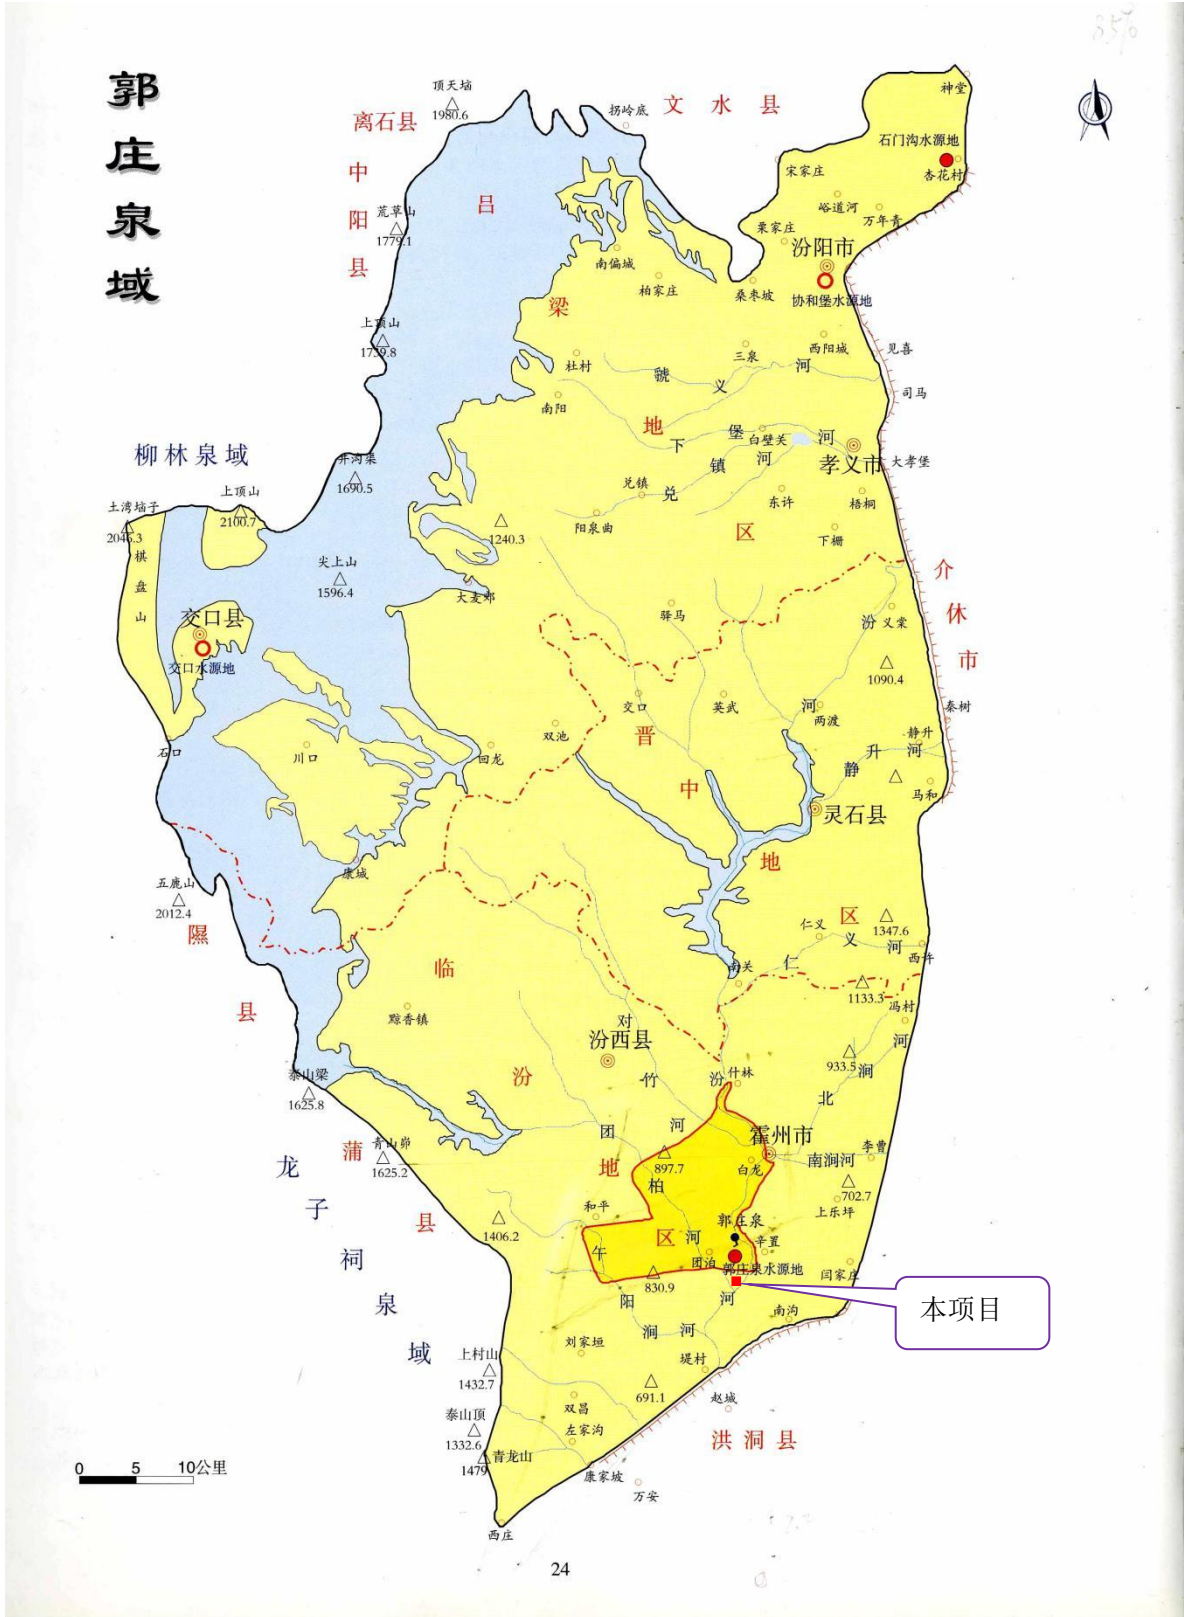 郭庄泉域
顶天垴
1980.6
离石县
文水县
拐岭底
神堂
石门沟水源地
杏花村
中阳县
荒草山
1779.1
吕梁地区
宋家庄
峪道河
万年青
栗家庄
汾阳市
协和堡水源地
南偏城
柏家庄
桑枣坡
上顶山
1759.8
杜村
三泉
西阳城
见喜
虢义河
司马
南阳
下堡河
白壁关
孝义市
大孝堡
柳林泉域
井沟梁
1690.5
兑镇河
兑镇
东许
梧桐
土湾垴子
2046.3
上顶山
2100.7
1240.3
阳泉曲
下栅
棋盘山
尖上山
1596.4
大麦郊
介休市
驿马
汾
义棠
交口县
交口水源地
1090.4
交口
英武
河
两渡
秦树
石口
川口
双池
回龙
晋中地区
静升
静升河
马和
灵石县
康城
五鹿山
2012.4
隰县
仁义
仁义河
1347.6
西许
南关
1133.3
临汾地区
冯村
黥香镇
对竹河
汾西县
933.5
北涧河
泰山梁
1625.8
汾
什林
团柏河
霍州市
李曹
南涧河
897.7
白龙
702.7
上乐坪
龙子祠泉域
蒲县
青山峁
1625.2
和平
1406.2
郭庄泉
辛置
团泊
郭庄泉水源地
闫家庄
830.9
午阳涧河
河
南沟
本项目
刘家垣
堤村
上村山
1432.7
691.1
赵城
双昌
洪洞县
泰山顶
1332.6
左家沟
1479
青龙山
康家坡
万安
西庄
0 5 10公里
24